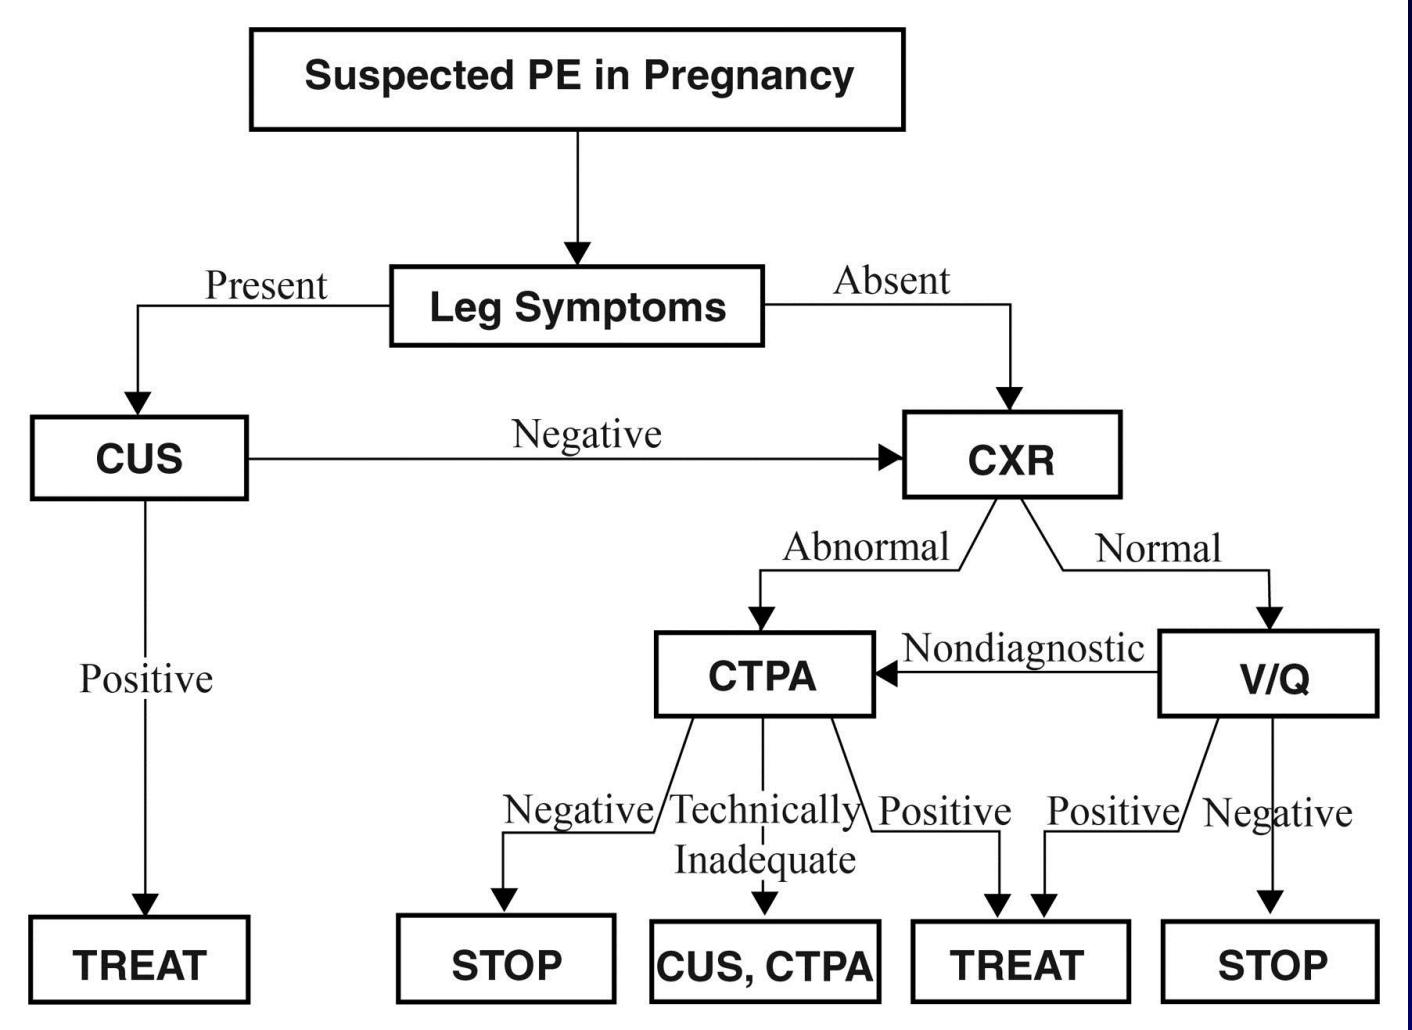 Suspected PE in Pregnancy
Present
Leg Symptoms
Absent
CUS
Negative
CXR
Abnormal
Normal
CTPA
Nondiagnostic
V/Q
Positive
Negative
Technically
Inadequate
Positive
Positive
Negative
TREAT
STOP
CUS, CTPA
TREAT
STOP